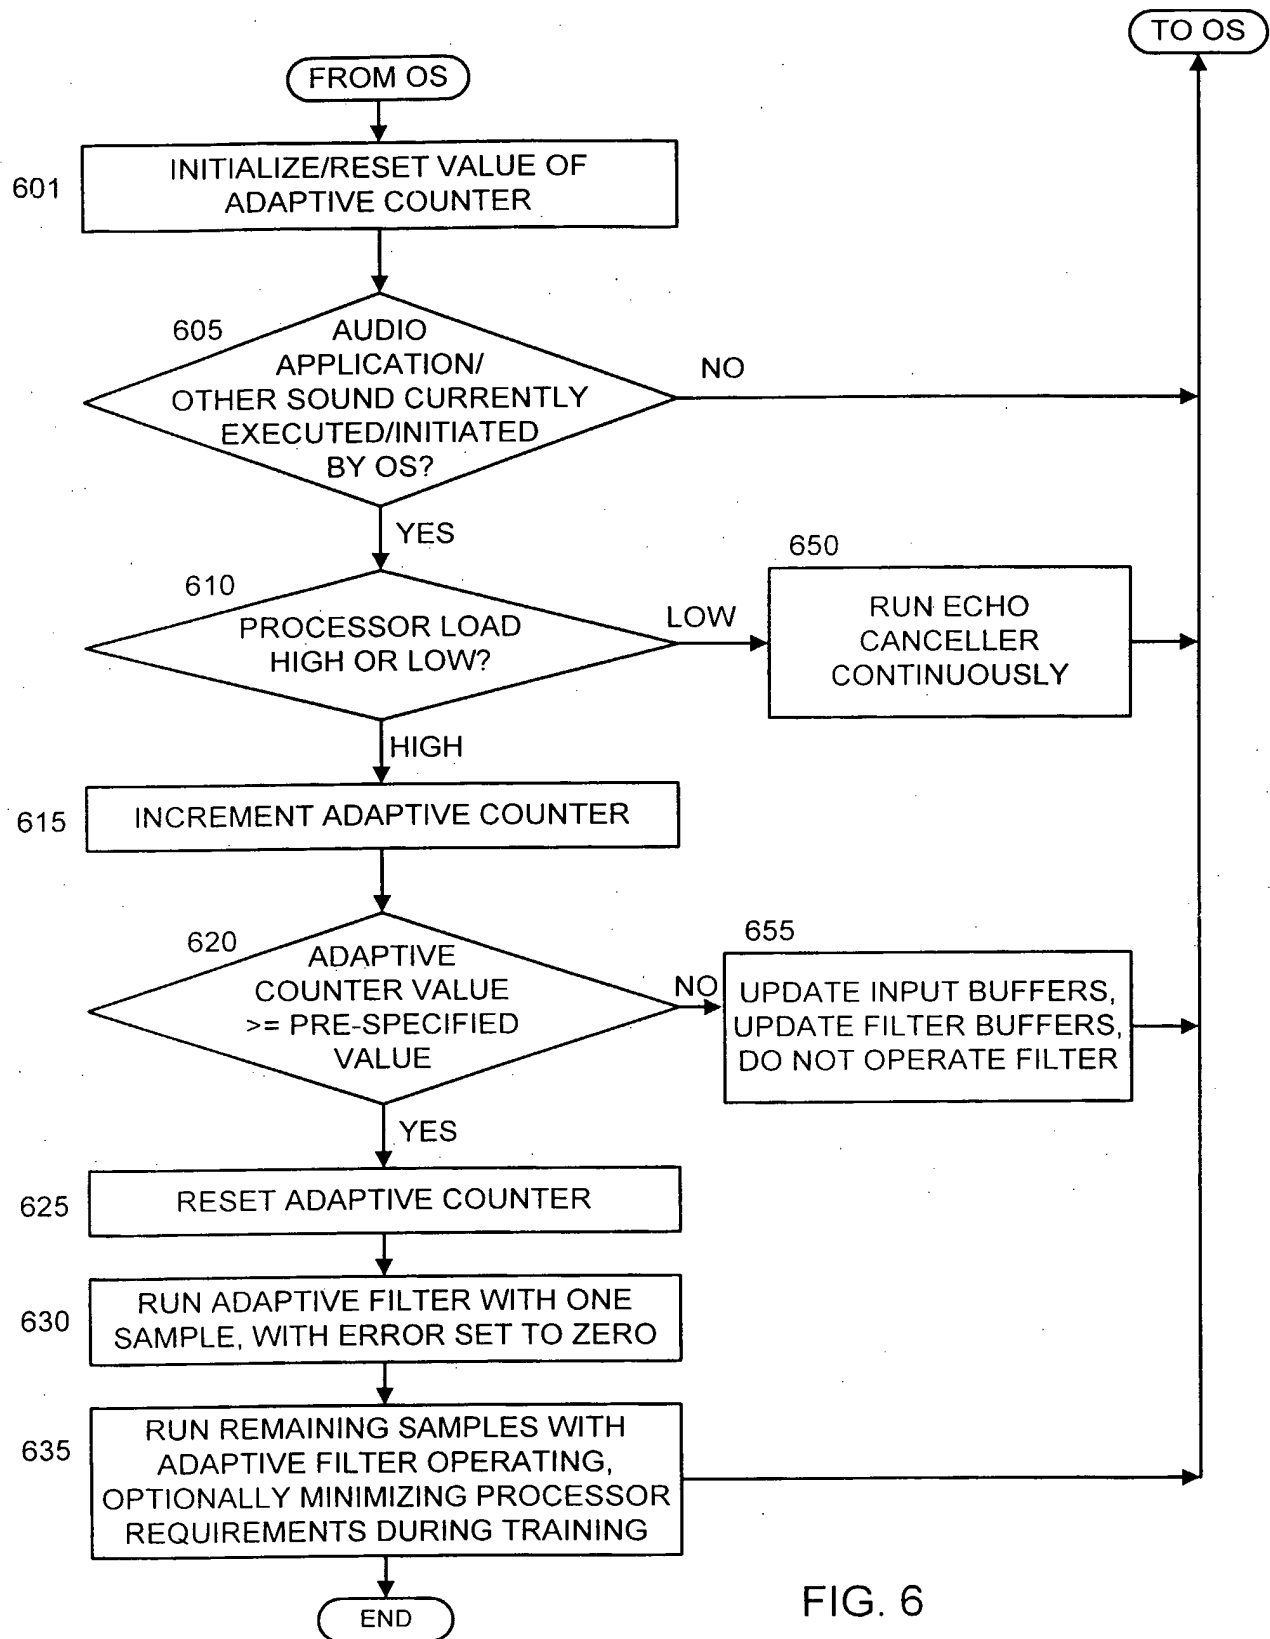 TO OS
FROM OS
601
INITIALIZE/RESET VALUE OF
ADAPTIVE COUNTER
605
AUDIO
APPLICATION/
OTHER SOUND CURRENTLY
EXECUTED/INITIATED
BY OS?
NO
YES
610
PROCESSOR LOAD
HIGH OR LOW?
LOW
650
RUN ECHO
CANCELLER
CONTINUOUSLY
HIGH
615
INCREMENT ADAPTIVE COUNTER
620
ADAPTIVE
COUNTER VALUE
>= PRE-SPECIFIED
VALUE
NO
655
UPDATE INPUT BUFFERS,
UPDATE FILTER BUFFERS,
DO NOT OPERATE FILTER
YES
625
RESET ADAPTIVE COUNTER
630
RUN ADAPTIVE FILTER WITH ONE
SAMPLE, WITH ERROR SET TO ZERO
635
RUN REMAINING SAMPLES WITH
ADAPTIVE FILTER OPERATING,
OPTIONALLY MINIMIZING PROCESSOR
REQUIREMENTS DURING TRAINING
END
FIG. 6